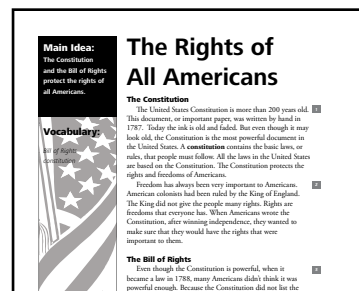 Main Idea:
The Constitution
and the Bill of Rights
protect the rights of
all Americans.
Vocabulary:
Bill of Rights
constitution
The Rights of
All Americans
The Constitution
The United States Constitution is more than 200 years old. 1
This document, or important paper, was written by hand in
1787. Today the ink is old and faded. But even though it may
look old, the Constitution is the most powerful document in
the United States. A constitution contains the basic laws, or
rules, that people must follow. All the laws in the United States
are based on the Constitution. The Constitution protects the
rights and freedoms of Americans.
Freedom has always been very important to Americans. 2
American colonists had been ruled by the King of England.
The King did not give the people many rights. Rights are
freedoms that everyone has. When Americans wrote the
Constitution, after winning independence, they wanted to
make sure that they would have the rights that were
important to them.
The Bill of Rights
Even though the Constitution is powerful, when it
became a law in 1788, many Americans didn't think it was
powerful enough. Because the Constitution did not list the